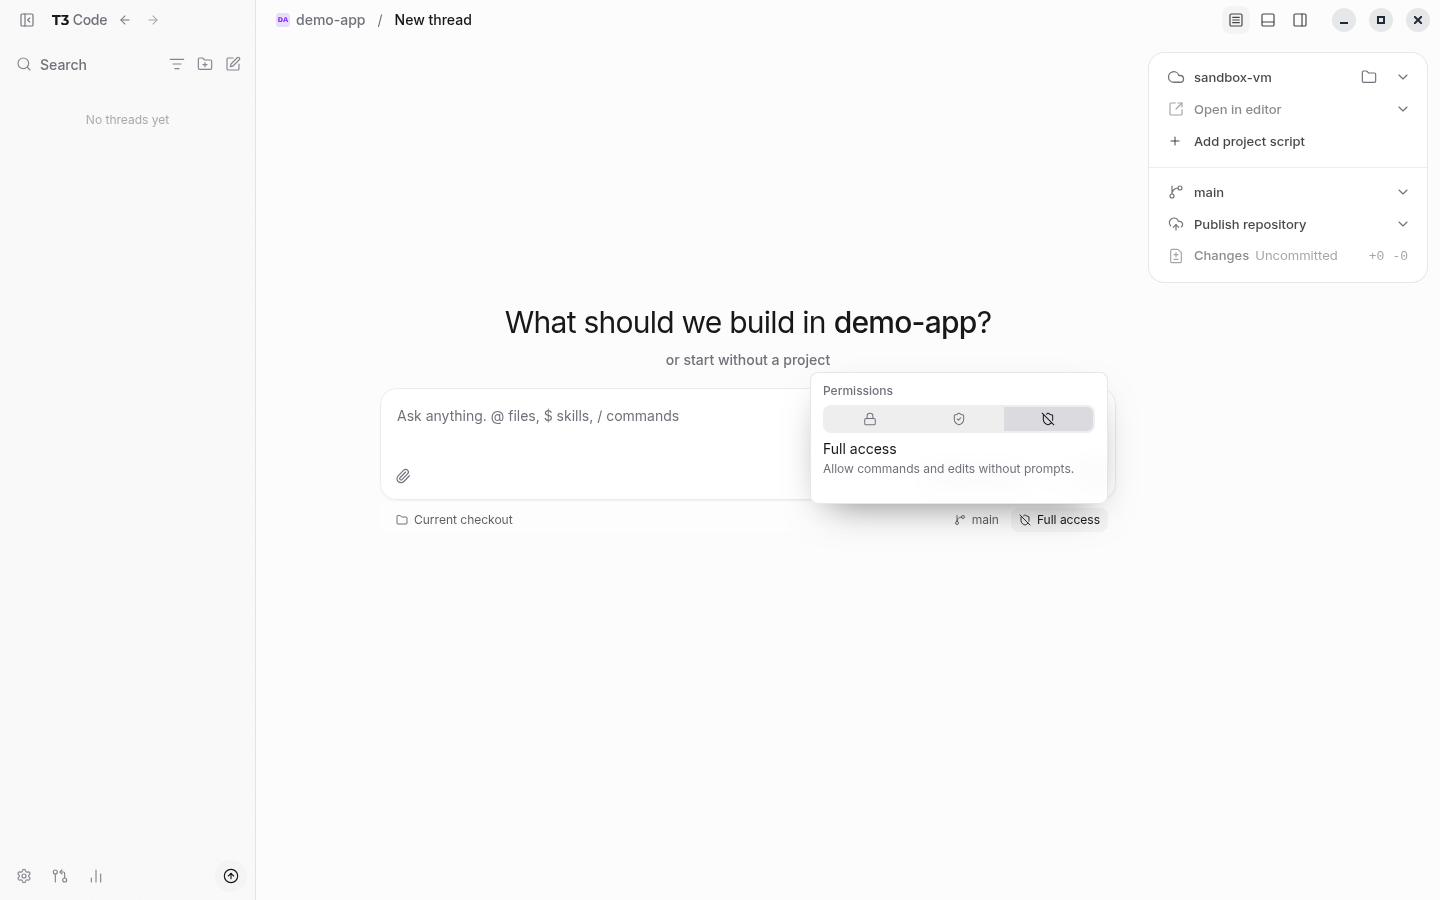 T3 Code
DA demo-app / New thread
Search
No threads yet
sandbox-vm
Open in editor
Add project script
main
Publish repository
Changes Uncommitted +0 -0
What should we build in demo-app?
or start without a project
Ask anything. @ files, $ skills, / commands
Permissions
Full access
Allow commands and edits without prompts.
Current checkout
main
Full access